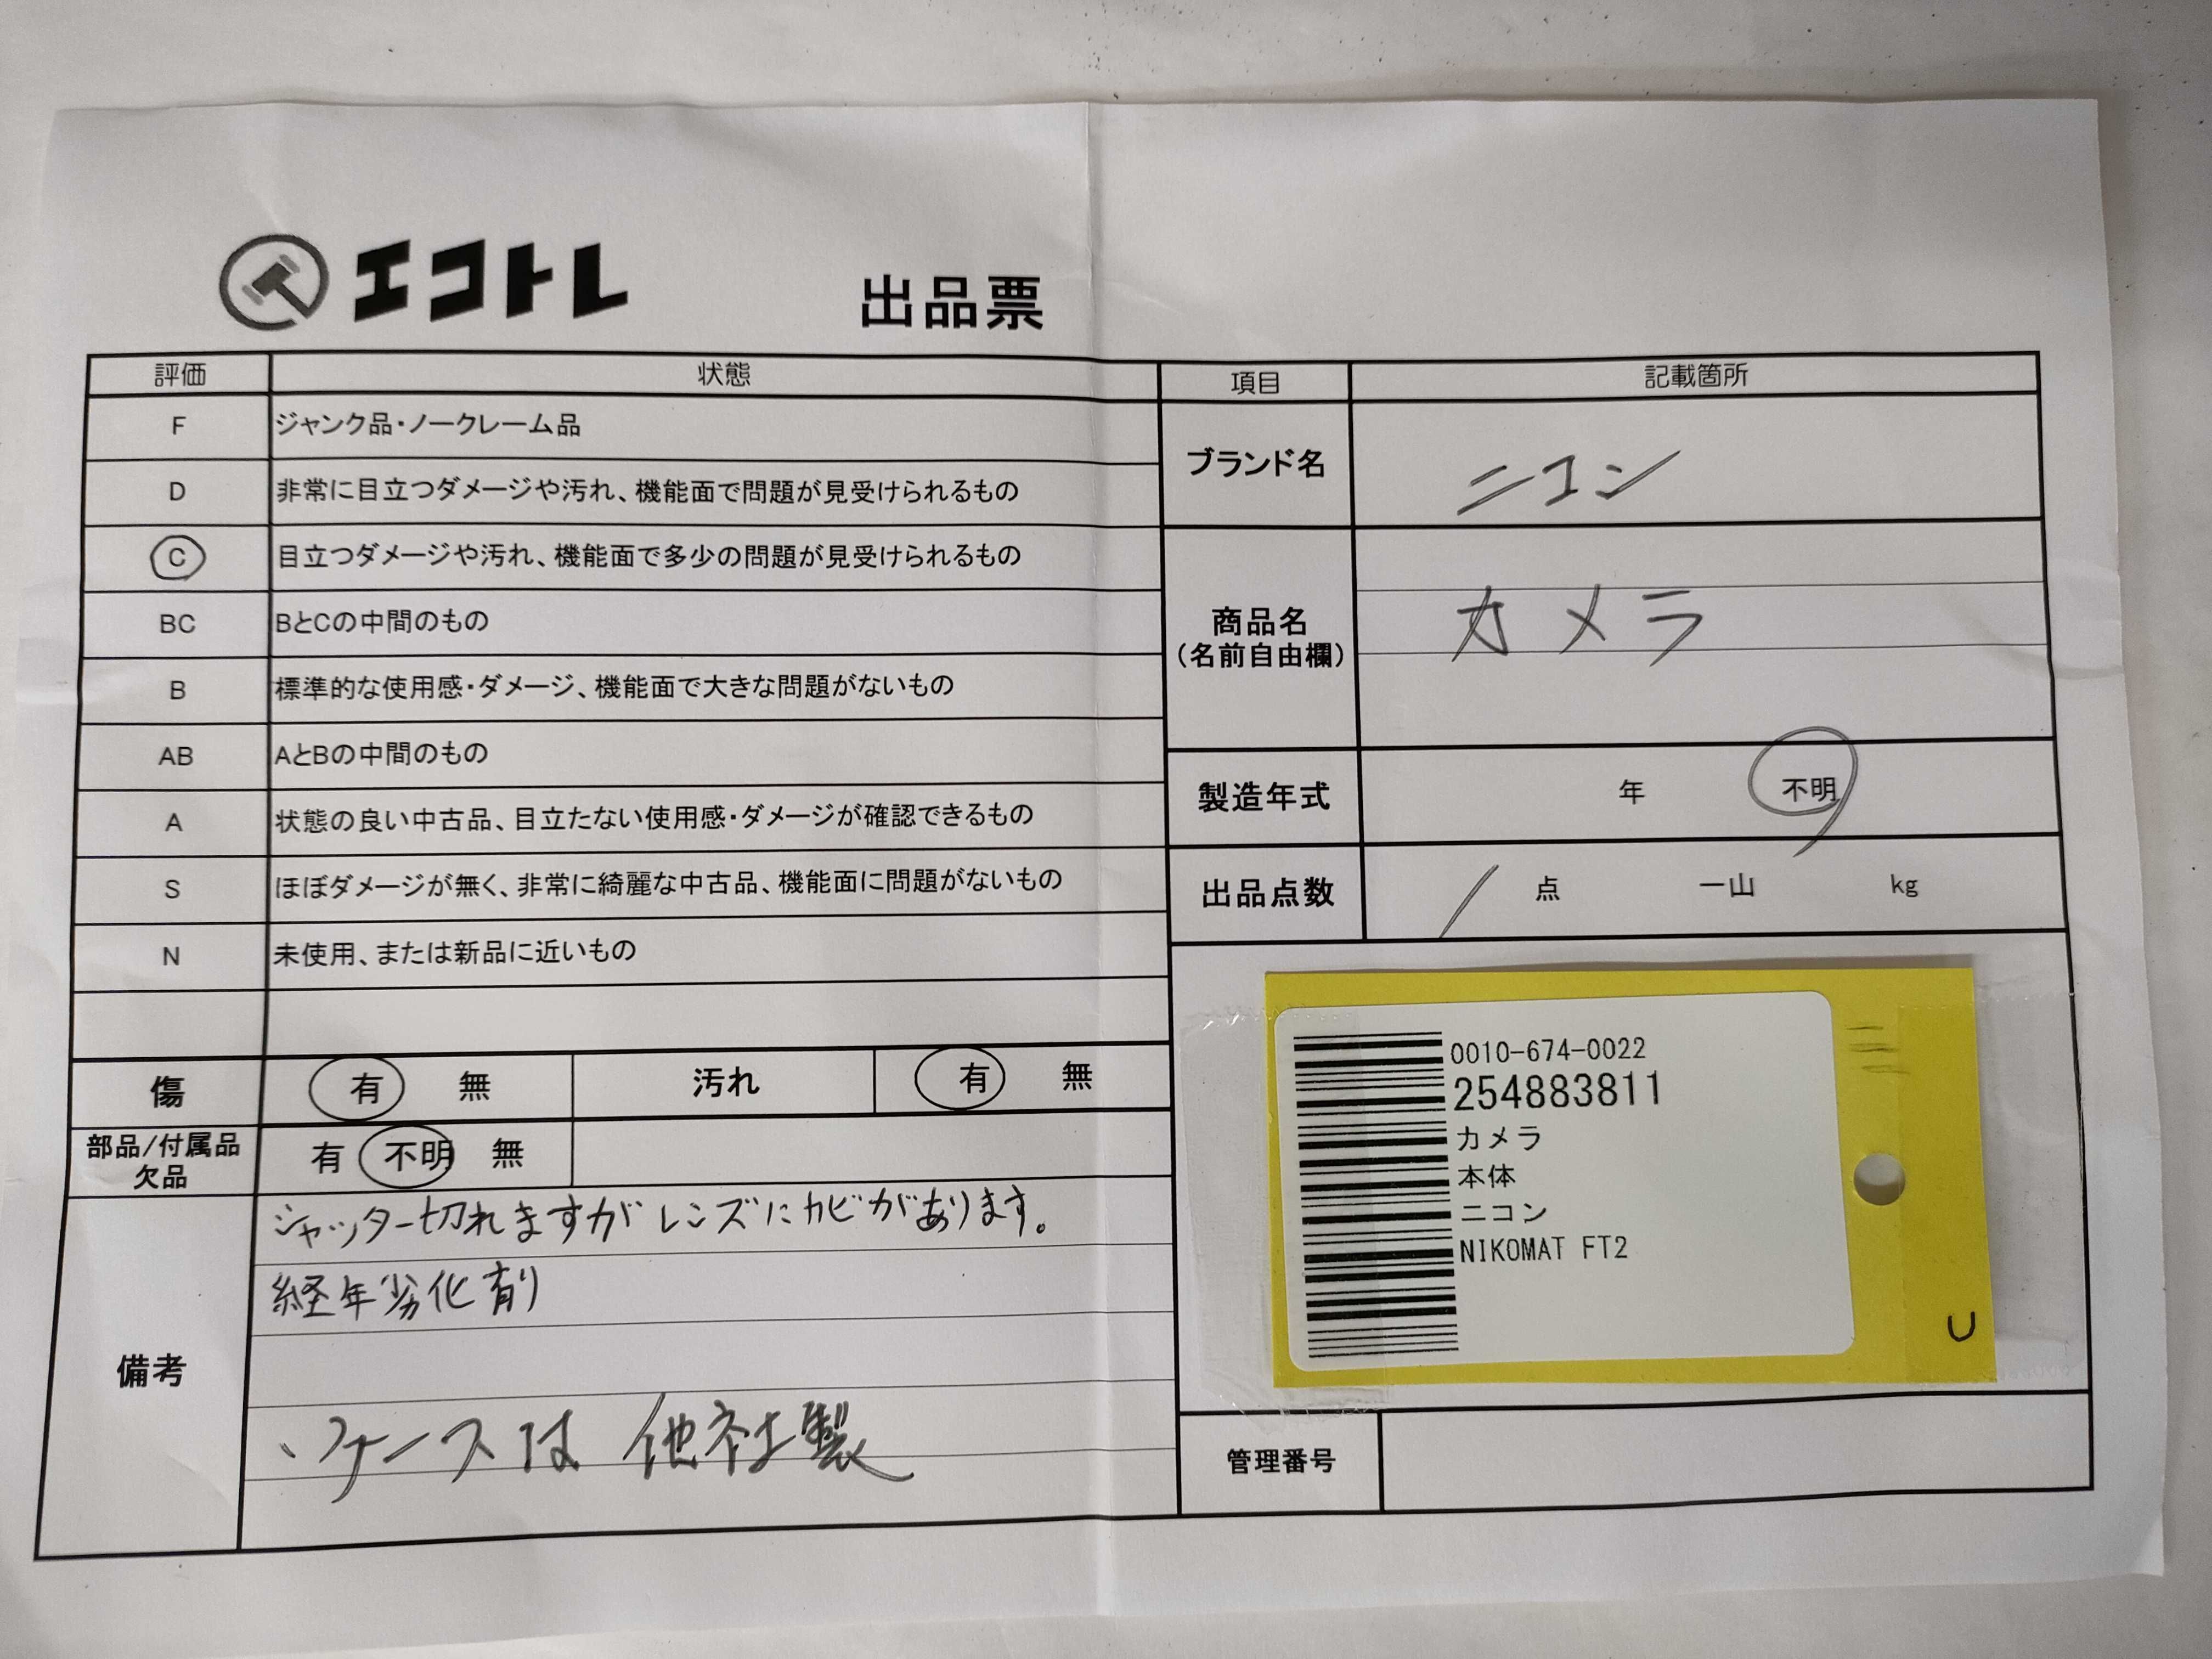 エコトレ
出品票
評価 状態
F ジャンク品・ノークレーム品
D 非常に目立つダメージや汚れ、機能面で問題が見受けられるもの
C 目立つダメージや汚れ、機能面で多少の問題が見受けられるもの
BC BとCの中間のもの
B 標準的な使用感・ダメージ、機能面で大きな問題がないもの
AB AとBの中間のもの
A 状態の良い中古品、目立たない使用感・ダメージが確認できるもの
S ほぼダメージが無く、非常に綺麗な中古品、機能面に問題がないもの
N 未使用、または新品に近いもの
傷 有 無 汚れ 有 無
部品/付属品
欠品
有 不明 無
備考
シャッター切れますがレンズにカビがあります。
経年劣化有り
、ケースは 他社製
項目 記載箇所
ブランド名 ニコン
商品名
(名前自由欄)
カメラ
製造年式 年 不明
出品点数 1 点 一山 kg
0010-674-0022
254883811
カメラ
本体
ニコン
NIKOMAT FT2
U
管理番号